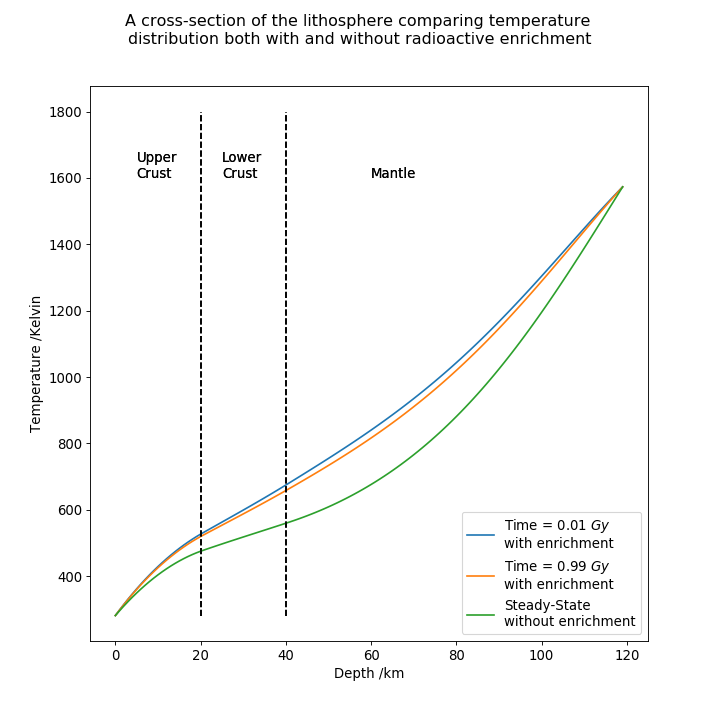 A cross-section of the lithosphere comparing temperature
distribution both with and without radioactive enrichment
1800
1600
1400
1200
1000
800
600
400
Temperature /Kelvin
Upper
Crust
Lower
Crust
Mantle
Time = 0.01 Gy
with enrichment
Time = 0.99 Gy
with enrichment
Steady-State
without enrichment
0 20 40 60 80 100 120
Depth /km